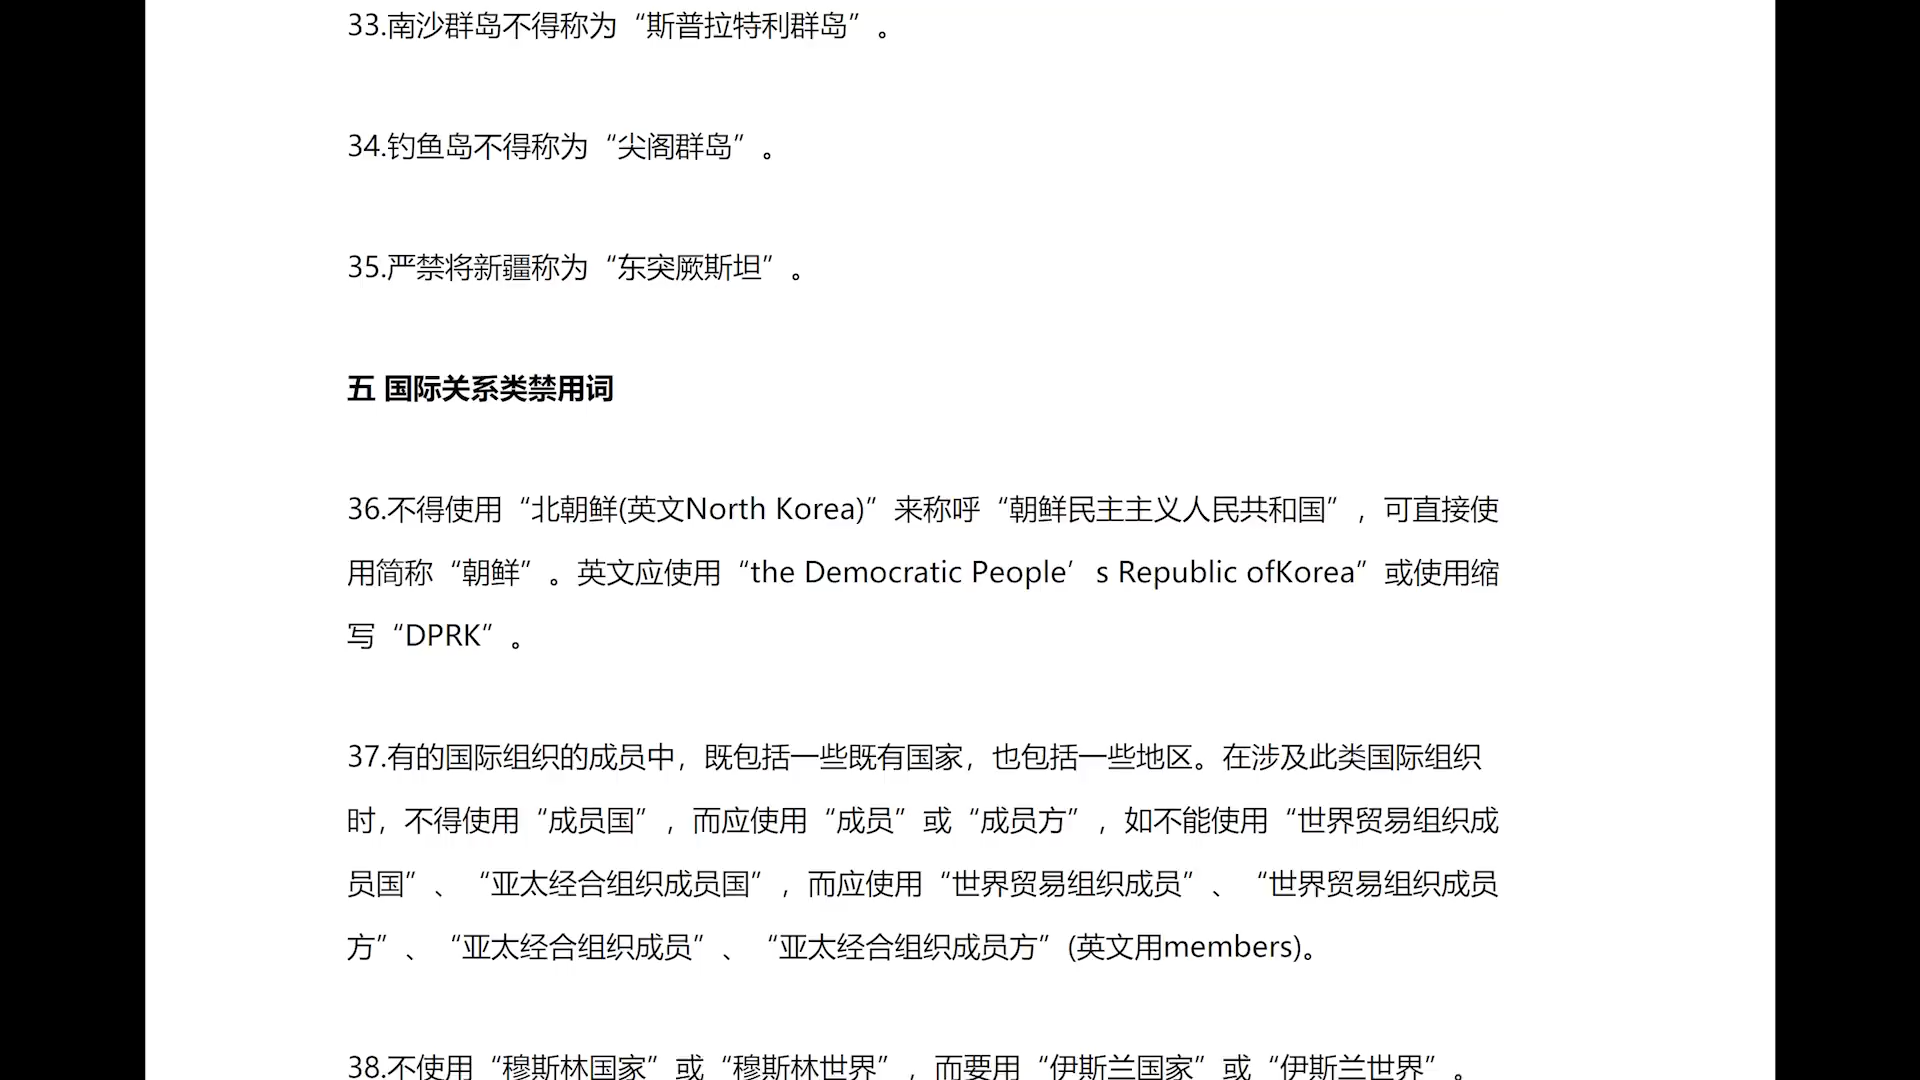 33.南沙群岛不得称为“斯普拉特利群岛”。
34.钓鱼岛不得称为“尖阁群岛”。
35.严禁将新疆称为“东突厥斯坦”。
五 国际关系类禁用词
36.不得使用“北朝鲜(英文North Korea)”来称呼“朝鲜民主主义人民共和国”，可直接使
用简称“朝鲜”。英文应使用“the Democratic People’s Republic ofKorea”或使用缩
写“DPRK”。
37.有的国际组织的成员中，既包括一些既有国家，也包括一些地区。在涉及此类国际组织
时，不得使用“成员国”，而应使用“成员”或“成员方”，如不能使用“世界贸易组织成
员国”、“亚太经合组织成员国”，而应使用“世界贸易组织成员”、“世界贸易组织成员
方”、“亚太经合组织成员”、“亚太经合组织成员方”(英文用members)。
38.不使用“穆斯林国家”或“穆斯林世界”，而要用“伊斯兰国家”或“伊斯兰世界”。